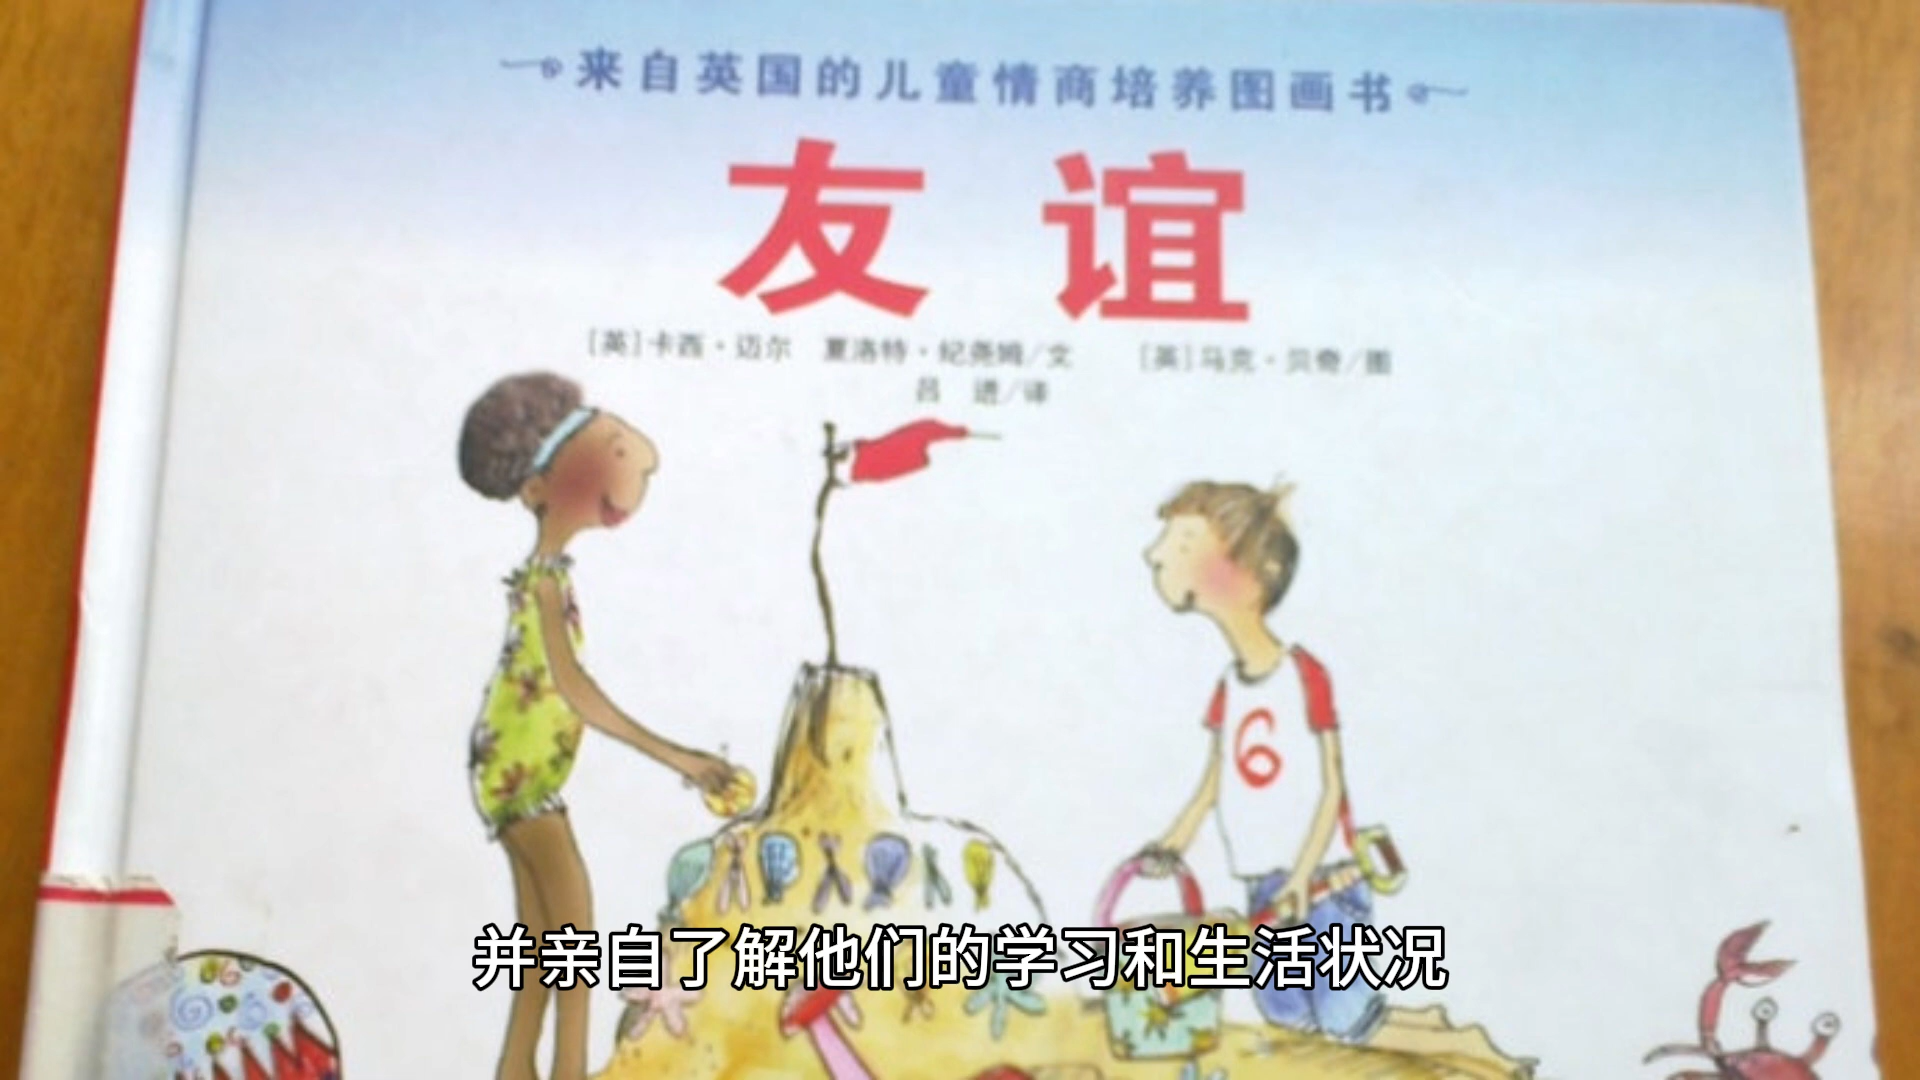 来自英国的儿童情商培养图画书
友谊
[英]卡西·迈尔 夏洛特·纪尧姆/文 [英]马克·贝奇/图
吕进/译
6
并亲自了解他们的学习和生活状况